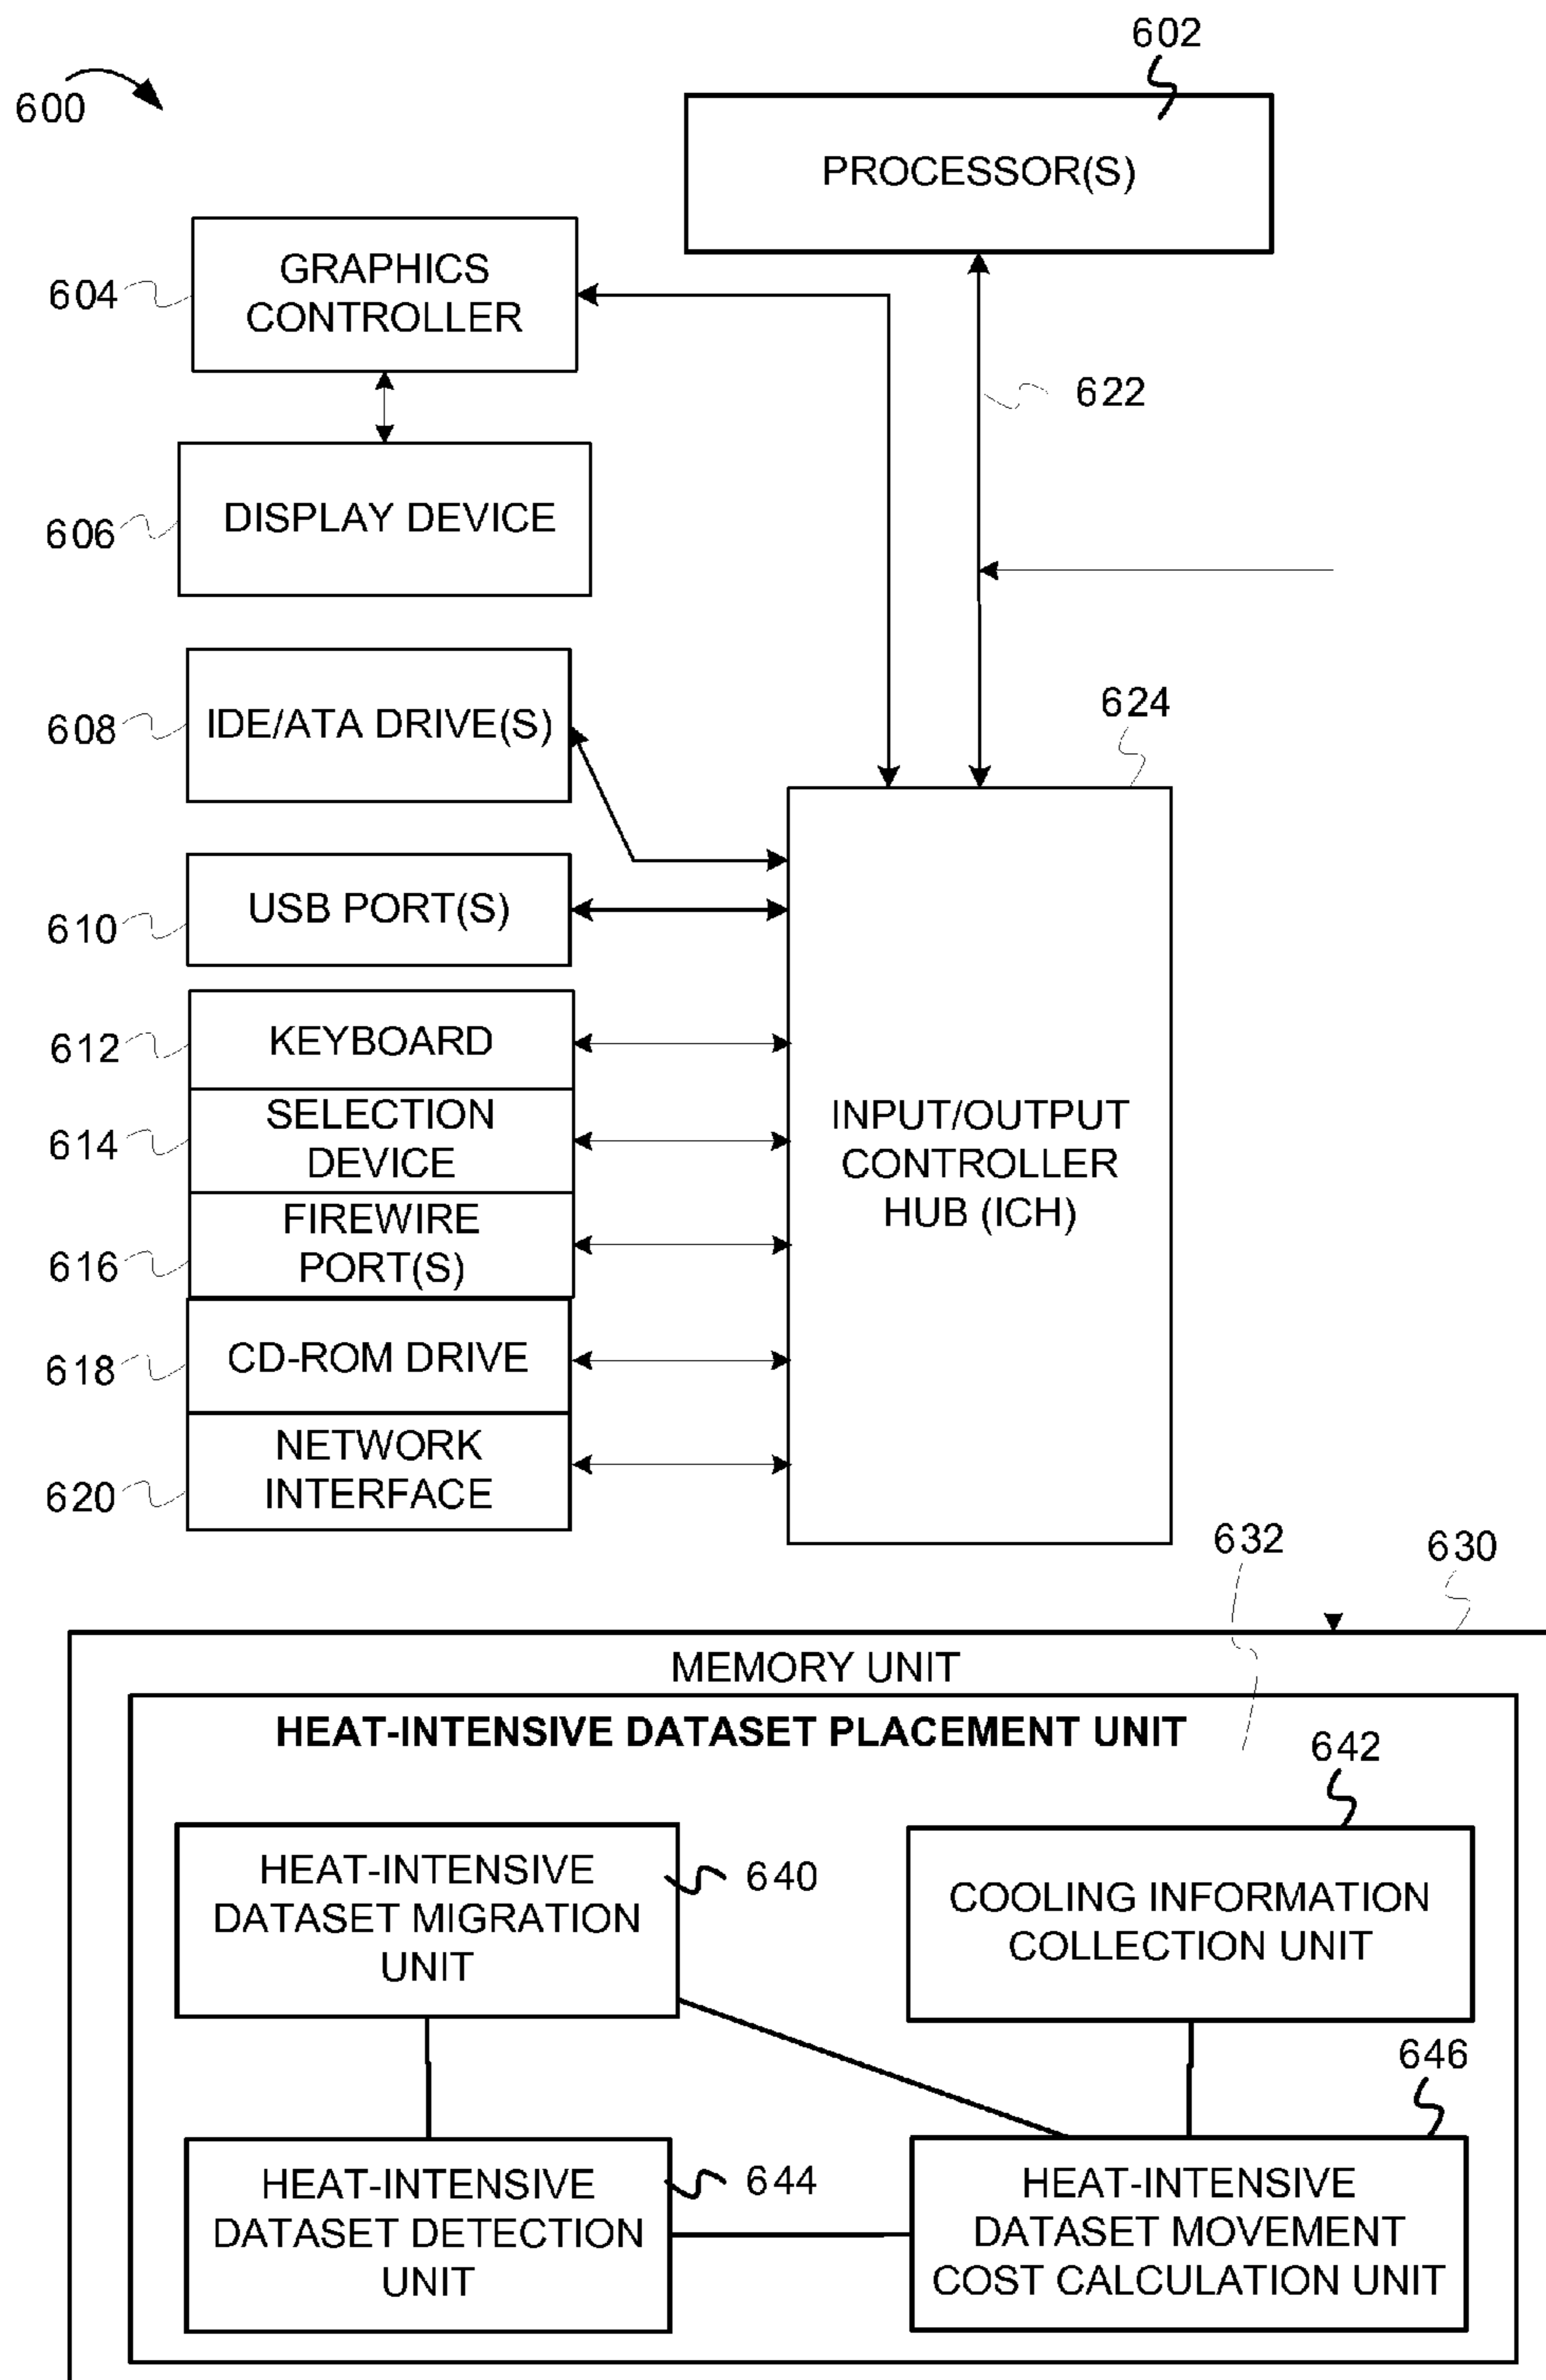 602
600
PROCESSOR(S)
GRAPHICS
CONTROLLER
604
622
DISPLAY DEVICE
606
IDE/ATA DRIVE(S)
608
624
USB PORT(S)
610
KEYBOARD
612
SELECTION
DEVICE
614
FIREWIRE
PORT(S)
616
CD-ROM DRIVE
618
NETWORK
INTERFACE
620
INPUT/OUTPUT
CONTROLLER
HUB (ICH)
632
630
MEMORY UNIT
HEAT-INTENSIVE DATASET PLACEMENT UNIT
642
HEAT-INTENSIVE
DATASET MIGRATION
UNIT
640
COOLING INFORMATION
COLLECTION UNIT
646
HEAT-INTENSIVE
DATASET DETECTION
UNIT
644
HEAT-INTENSIVE
DATASET MOVEMENT
COST CALCULATION UNIT